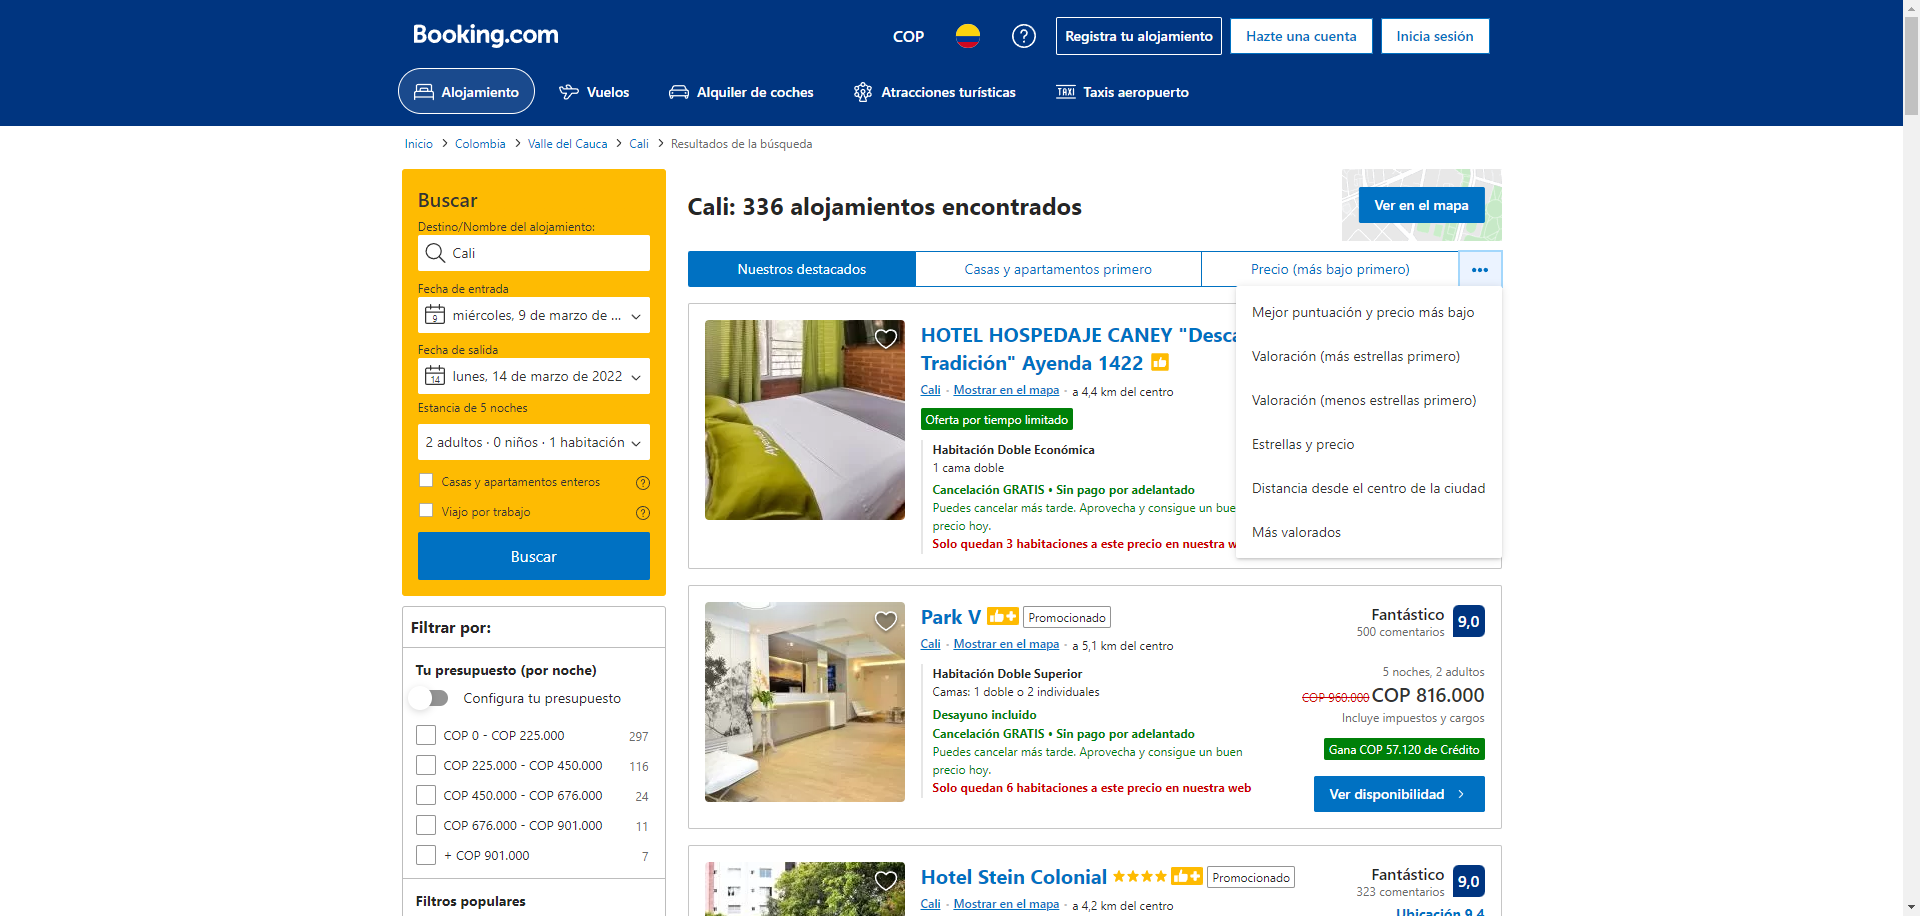 Booking.com
COP
Registra tu alojamiento
Hazte una cuenta
Inicia sesión
Alojamiento
Vuelos
Alquiler de coches
Atracciones turísticas
TAXI
Taxis aeropuerto
Inicio
Colombia
Valle del Cauca
Cali
Resultados de la búsqueda
Buscar
Destino/Nombre del alojamiento:
Cali
Fecha de entrada
9
miércoles, 9 de marzo de ...
Fecha de salida
14
lunes, 14 de marzo de 2022
Estancia de 5 noches
2 adultos · 0 niños · 1 habitación
Casas y apartamentos enteros
Viajo por trabajo
Buscar
Filtrar por:
Tu presupuesto (por noche)
Configura tu presupuesto
COP 0 - COP 225.000 297
COP 225.000 - COP 450.000 116
COP 450.000 - COP 676.000 24
COP 676.000 - COP 901.000 11
+ COP 901.000 7
Filtros populares
Cali: 336 alojamientos encontrados
Ver en el mapa
Nuestros destacados
Casas y apartamentos primero
Precio (más bajo primero)
Mejor puntuación y precio más bajo
Valoración (más estrellas primero)
Valoración (menos estrellas primero)
Estrellas y precio
Distancia desde el centro de la ciudad
Más valorados
HOTEL HOSPEDAJE CANEY "Desca
Tradición" Ayenda 1422
Cali · Mostrar en el mapa · a 4,4 km del centro
Oferta por tiempo limitado
Habitación Doble Económica
1 cama doble
Cancelación GRATIS • Sin pago por adelantado
Puedes cancelar más tarde. Aprovecha y consigue un bue
precio hoy.
Solo quedan 3 habitaciones a este precio en nuestra w
Ayenda
Park V
Promocionado
Cali · Mostrar en el mapa · a 5,1 km del centro
Habitación Doble Superior
Camas: 1 doble o 2 individuales
Desayuno incluido
Cancelación GRATIS • Sin pago por adelantado
Puedes cancelar más tarde. Aprovecha y consigue un buen
precio hoy.
Solo quedan 6 habitaciones a este precio en nuestra web
Fantástico
500 comentarios
9,0
5 noches, 2 adultos
COP 960.000 COP 816.000
Incluye impuestos y cargos
Gana COP 57.120 de Crédito
Ver disponibilidad
Hotel Stein Colonial
Promocionado
Cali · Mostrar en el mapa · a 4,2 km del centro
Fantástico
323 comentarios
9,0
Ubicación 9,4